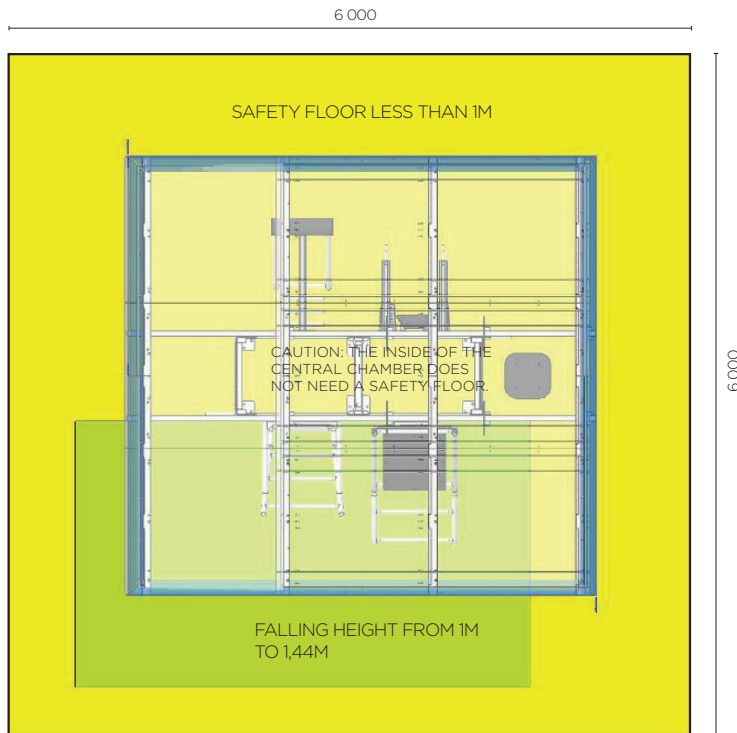 6 000
SAFETY FLOOR LESS THAN 1M
CAUTION: THE INSIDE OF THE
CENTRAL CHAMBER DOES
NOT NEED A SAFETY FLOOR.
6 000
FALLING HEIGHT FROM 1M
TO 1,44M